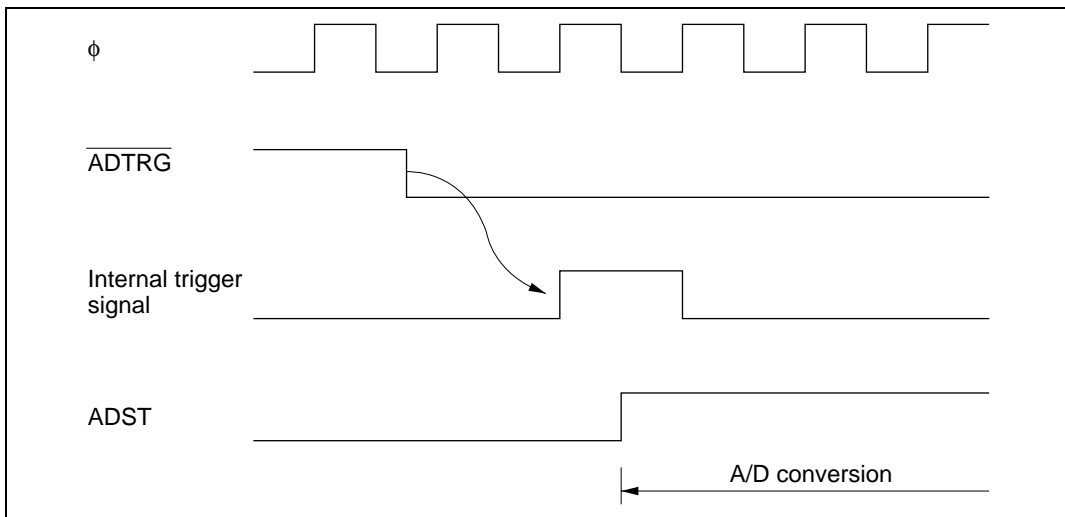 ϕ
ADTRG
Internal trigger
signal
ADST
A/D conversion